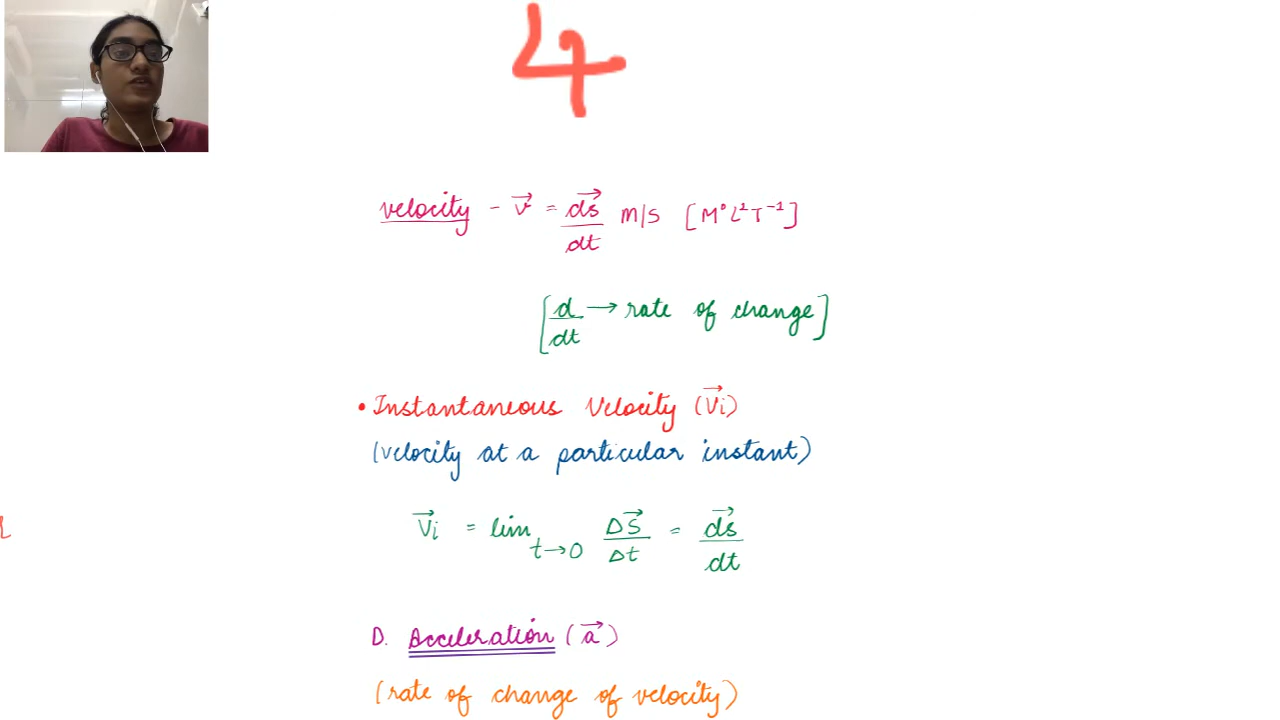 4
velocity - v⃗ = ds⃗/dt m/s [M⁰L²T⁻¹]
[d/dt → rate of change]
• Instantaneous Velocity (v⃗i)
(velocity at a particular instant)
v⃗i = lim t→0 Δs⃗/Δt = ds⃗/dt
D. Acceleration (a⃗)
(rate of change of velocity)